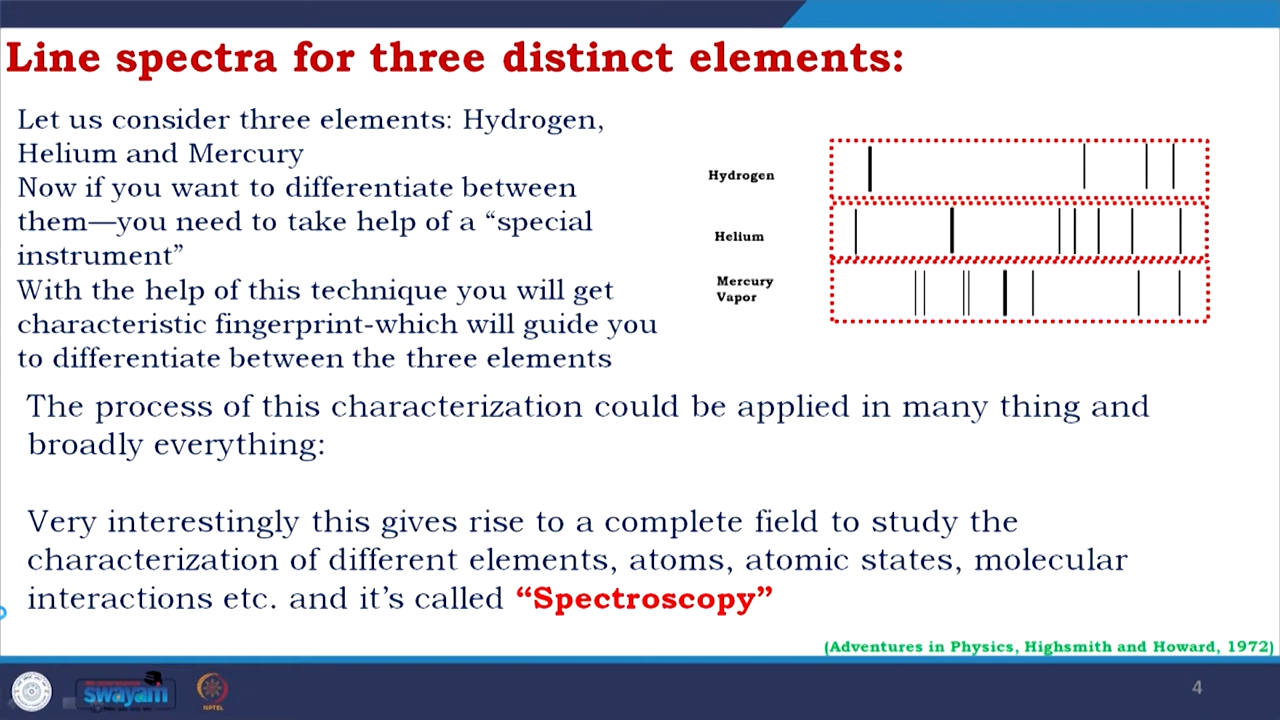 Line spectra for three distinct elements:
Let us consider three elements: Hydrogen,
Helium and Mercury
Now if you want to differentiate between
them—you need to take help of a “special
instrument”
With the help of this technique you will get
characteristic fingerprint-which will guide you
to differentiate between the three elements
Hydrogen
Helium
Mercury
Vapor
The process of this characterization could be applied in many thing and
broadly everything:
Very interestingly this gives rise to a complete field to study the
characterization of different elements, atoms, atomic states, molecular
interactions etc. and it’s called “Spectroscopy”
(Adventures in Physics, Highsmith and Howard, 1972)
swayam
NPTEL
4